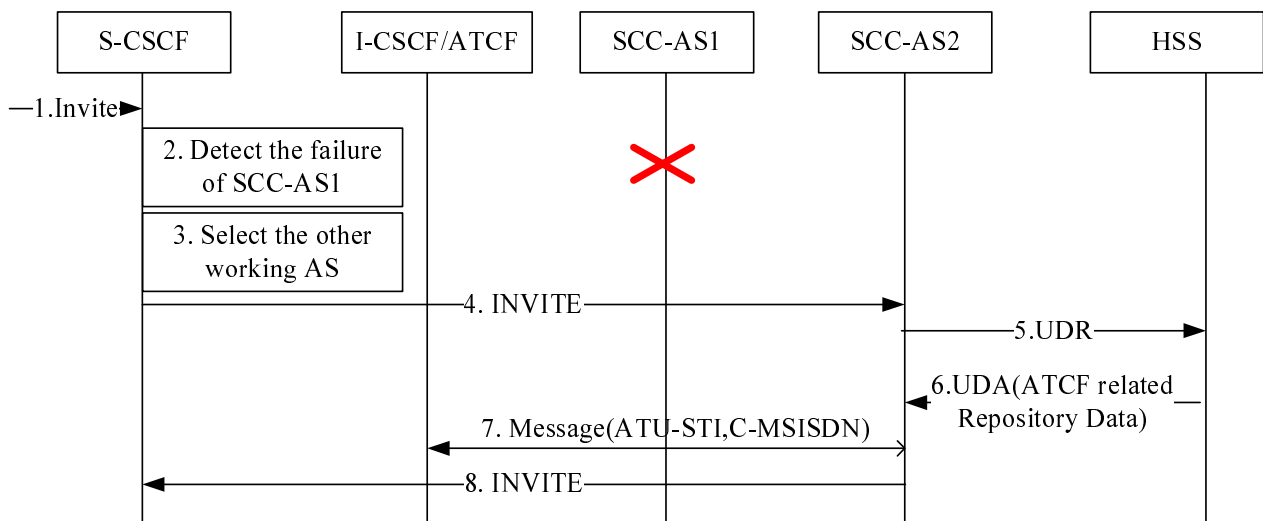 S-CSCF
I-CSCF/ATCF
SCC-AS1
SCC-AS2
HSS
1.Invite
2. Detect the failure
of SCC-AS1
3. Select the other
working AS
4. INVITE
5.UDR
6.UDA(ATCF related
Repository Data)
7. Message(ATU-STI,C-MSISDN)
8. INVITE